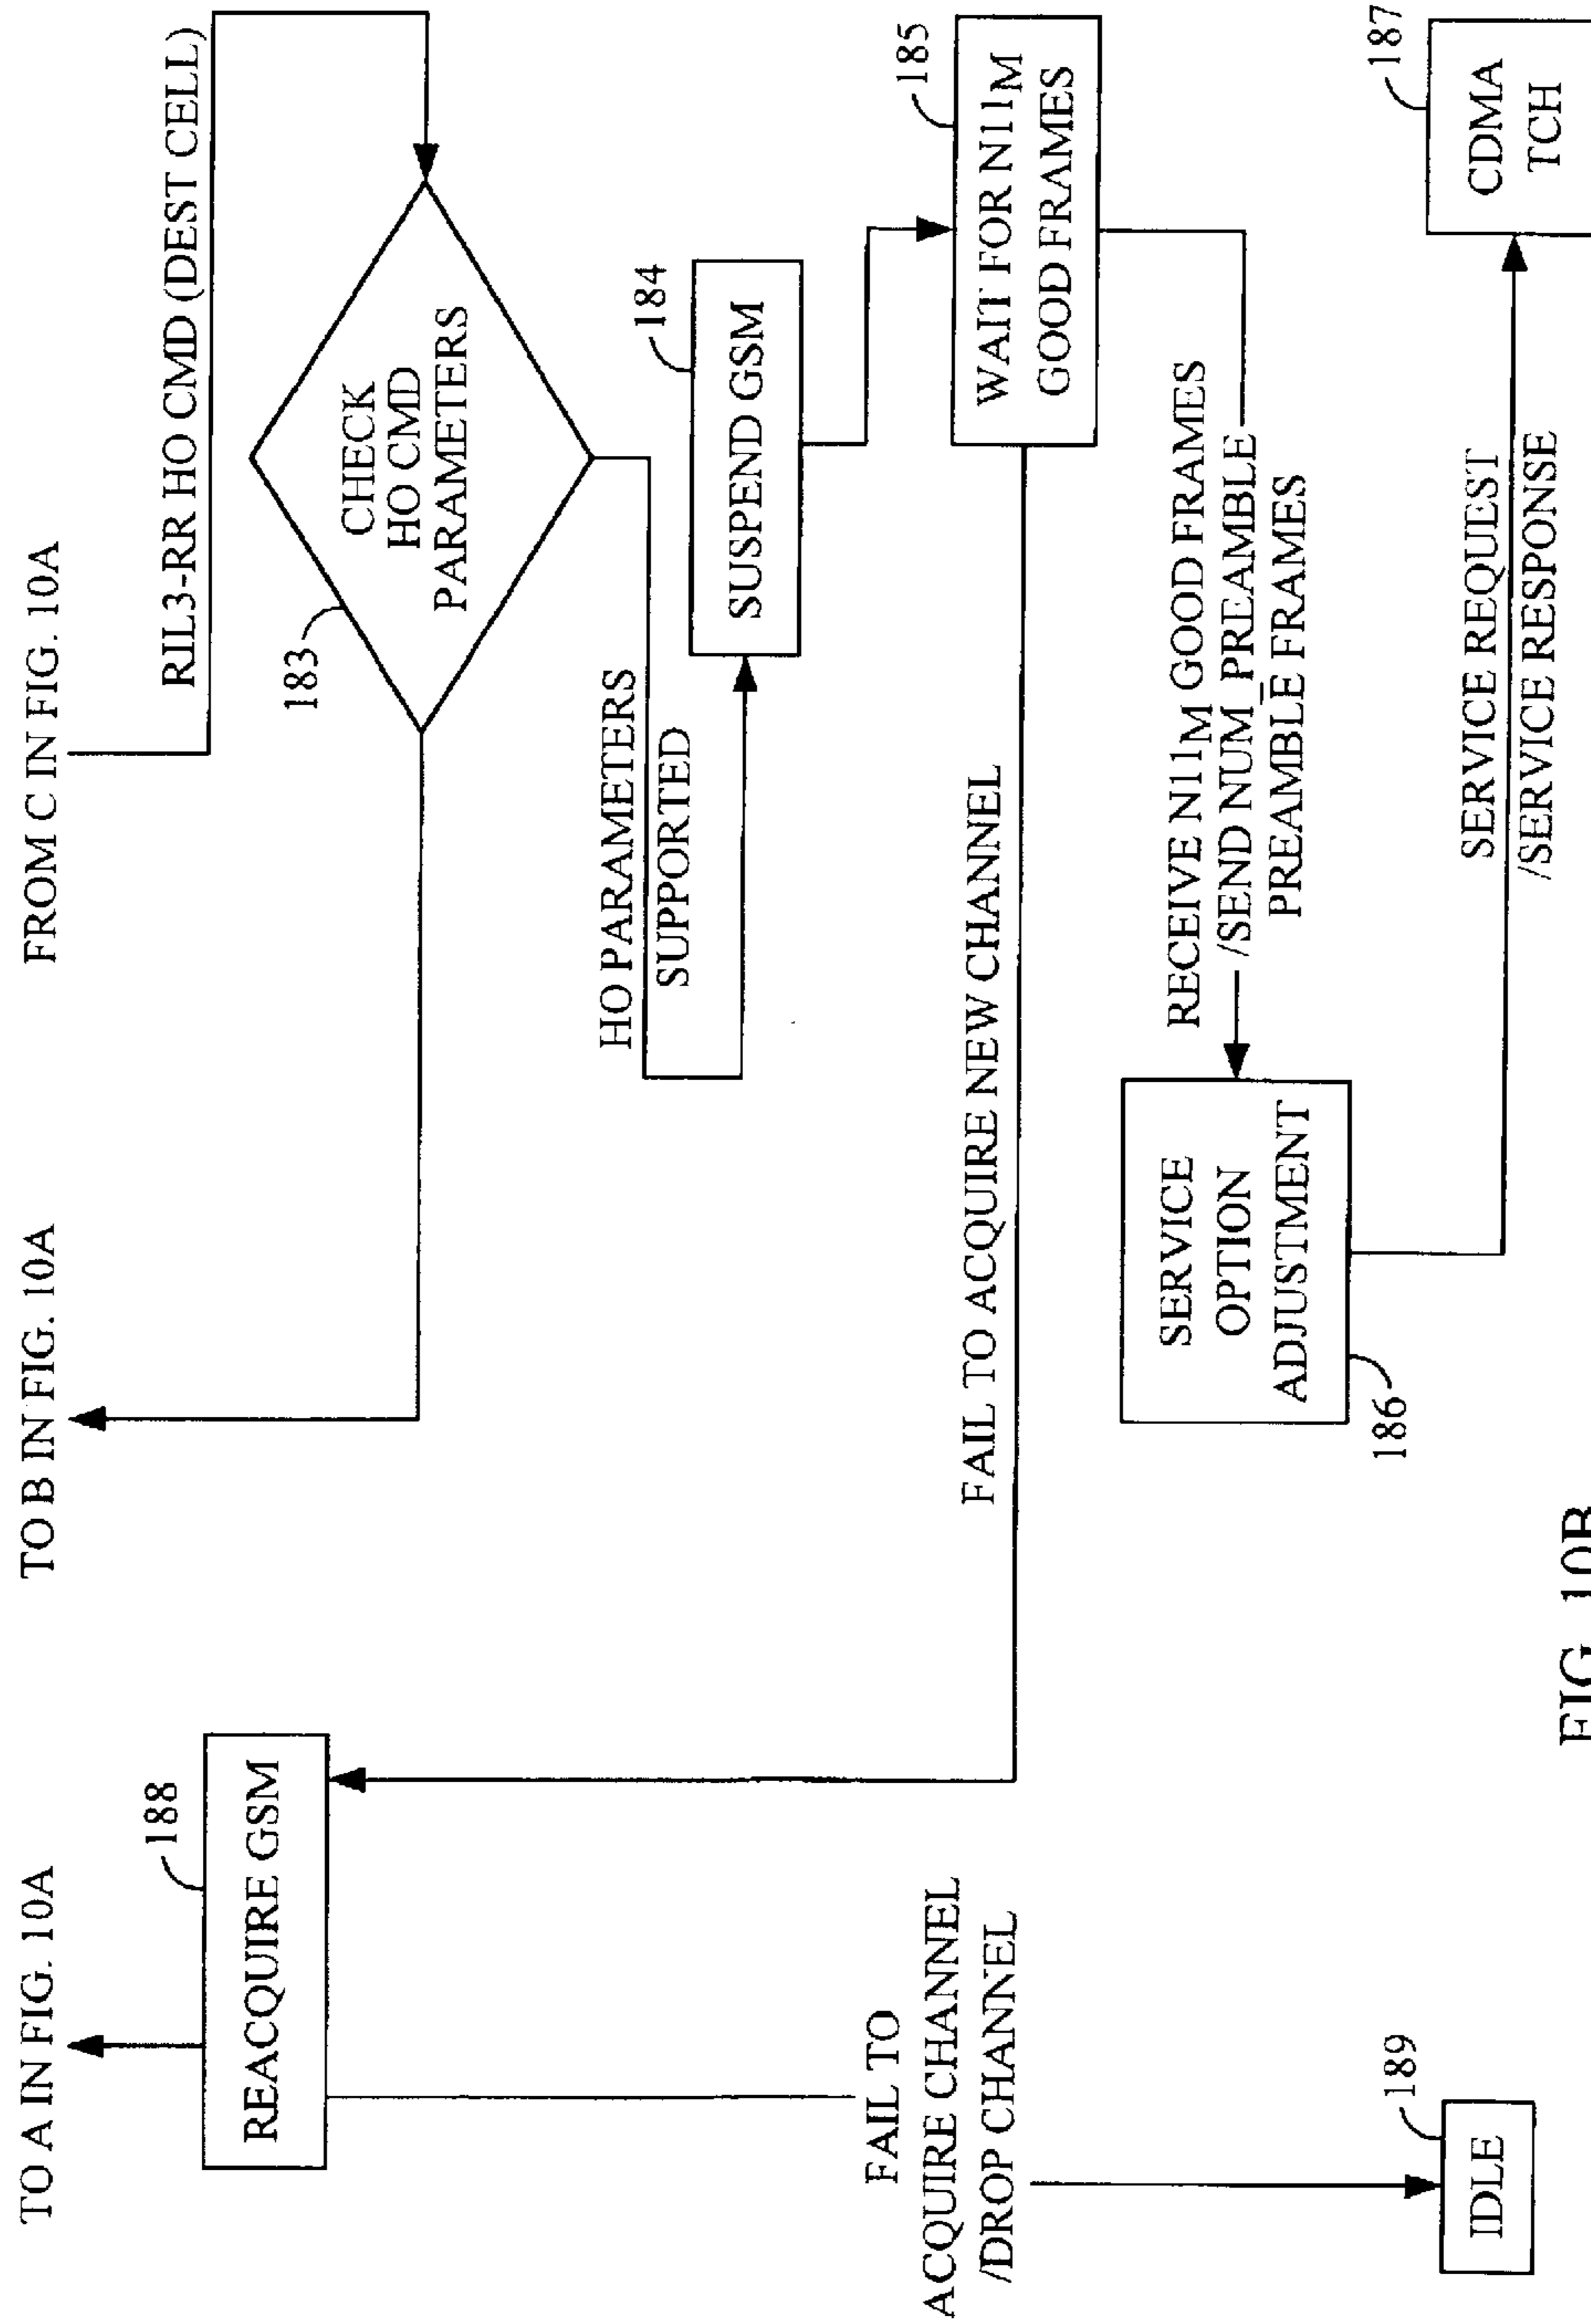 TO A IN FIG. 10A
TO B IN FIG. 10A
FROM C IN FIG. 10A
RIL3-RR HO CMD (DEST CELL)
188
REACQUIRE GSM
183
CHECK
HO CMD
PARAMETERS
HO PARAMETERS
SUPPORTED
184
SUSPEND GSM
FAIL TO
ACQUIRE CHANNEL
/DROP CHANNEL
FAIL TO ACQUIRE NEW CHANNEL
185
WAIT FOR N11M
GOOD FRAMES
RECEIVE N11M GOOD FRAMES
/SEND NUM_PREAMBLE
PREAMBLE FRAMES
SERVICE
OPTION
ADJUSTMENT
186
189
IDLE
SERVICE REQUEST
/SERVICE RESPONSE
187
CDMA
TCH
FIG. 10B